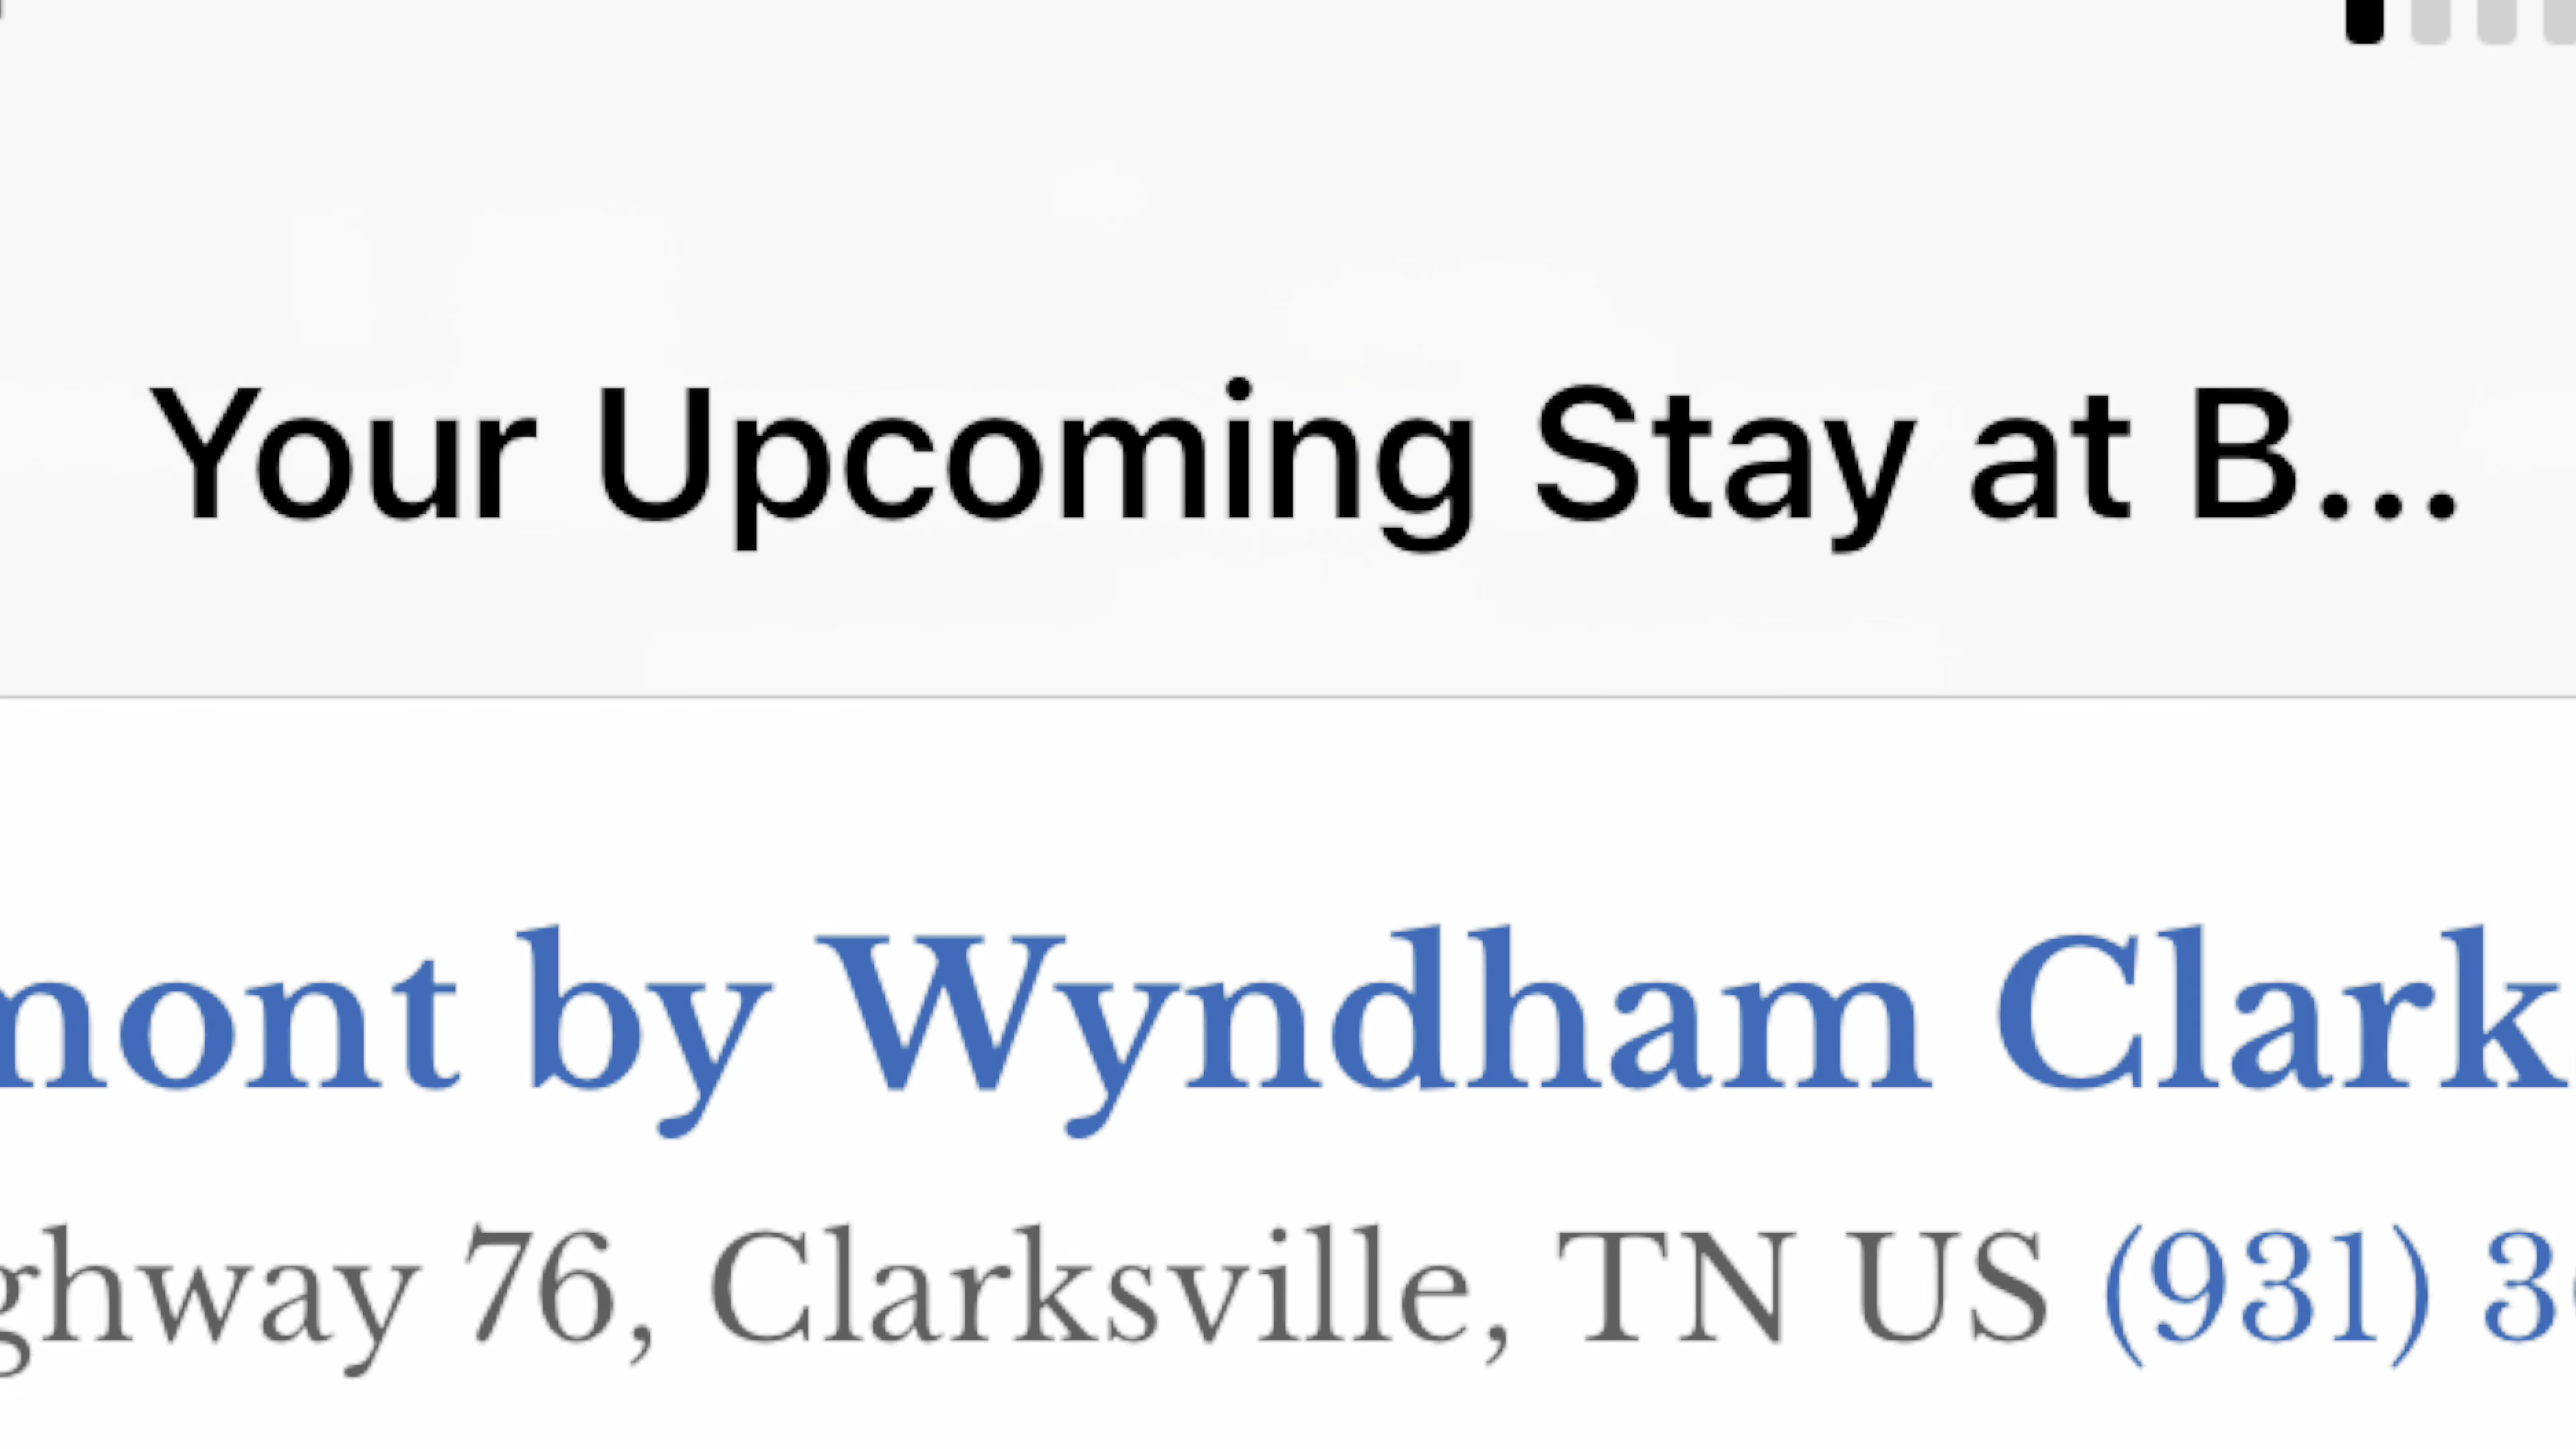 Your Upcoming Stay at B...
mont by Wyndham Clark
ghway 76, Clarksville, TN US (931) 3